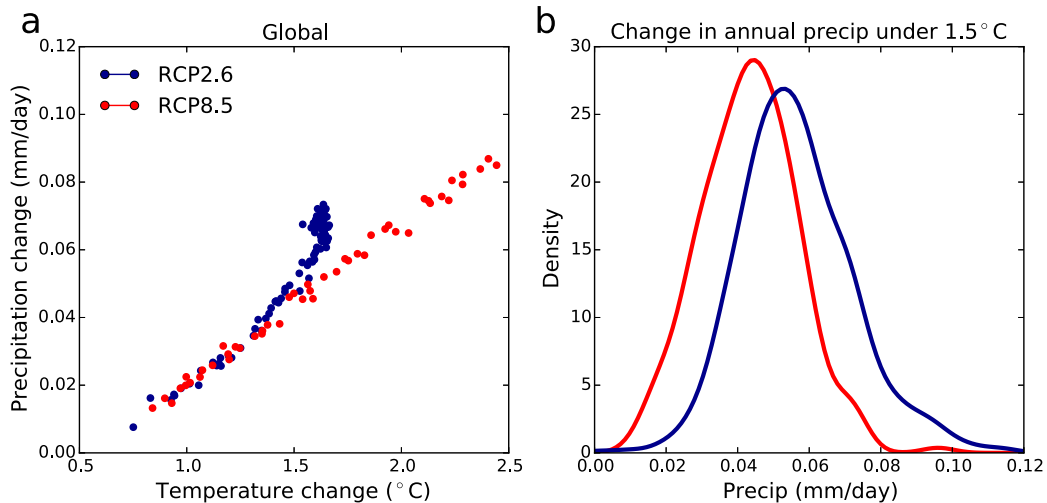 a
Global
0.12
0.10
0.08
0.06
0.04
0.02
0.00
Precipitation change (mm/day)
RCP2.6
RCP8.5
0.5 1.0 1.5 2.0 2.5
Temperature change (°C)
b
Change in annual precip under 1.5°C
30
25
20
15
10
5
0
Density
0.00 0.02 0.04 0.06 0.08 0.10 0.12
Precip (mm/day)